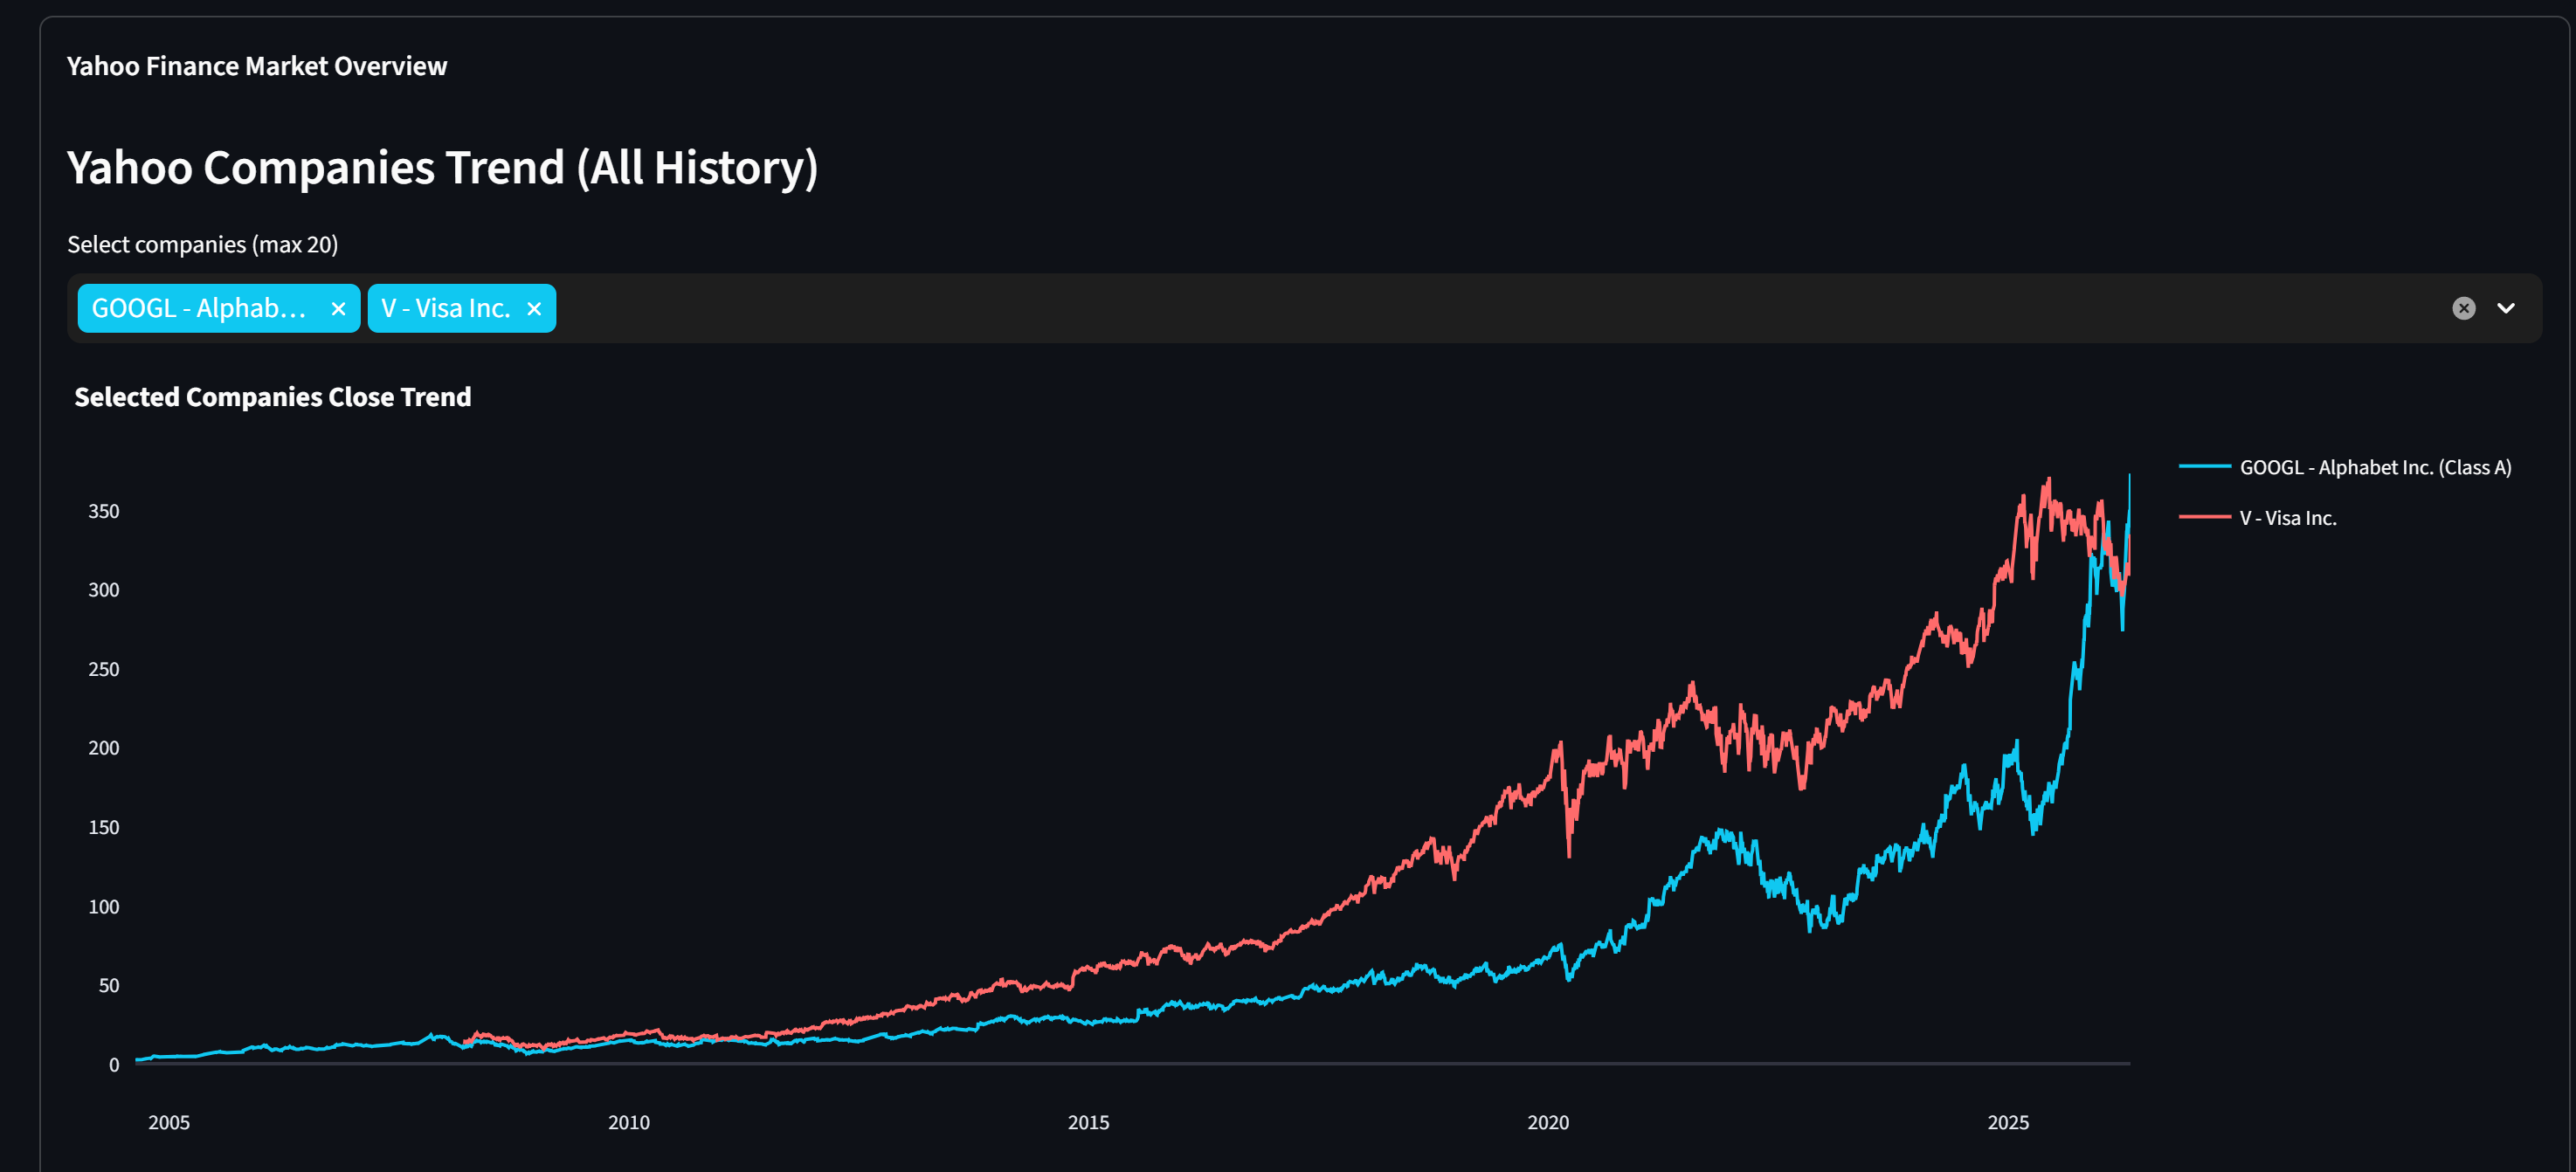 Yahoo Finance Market Overview
Yahoo Companies Trend (All History)
Select companies (max 20)
GOOGL - Alphab... × V - Visa Inc. ×
Selected Companies Close Trend
GOOGL - Alphabet Inc. (Class A)
V - Visa Inc.
350
300
250
200
150
100
50
0
2005 2010 2015 2020 2025